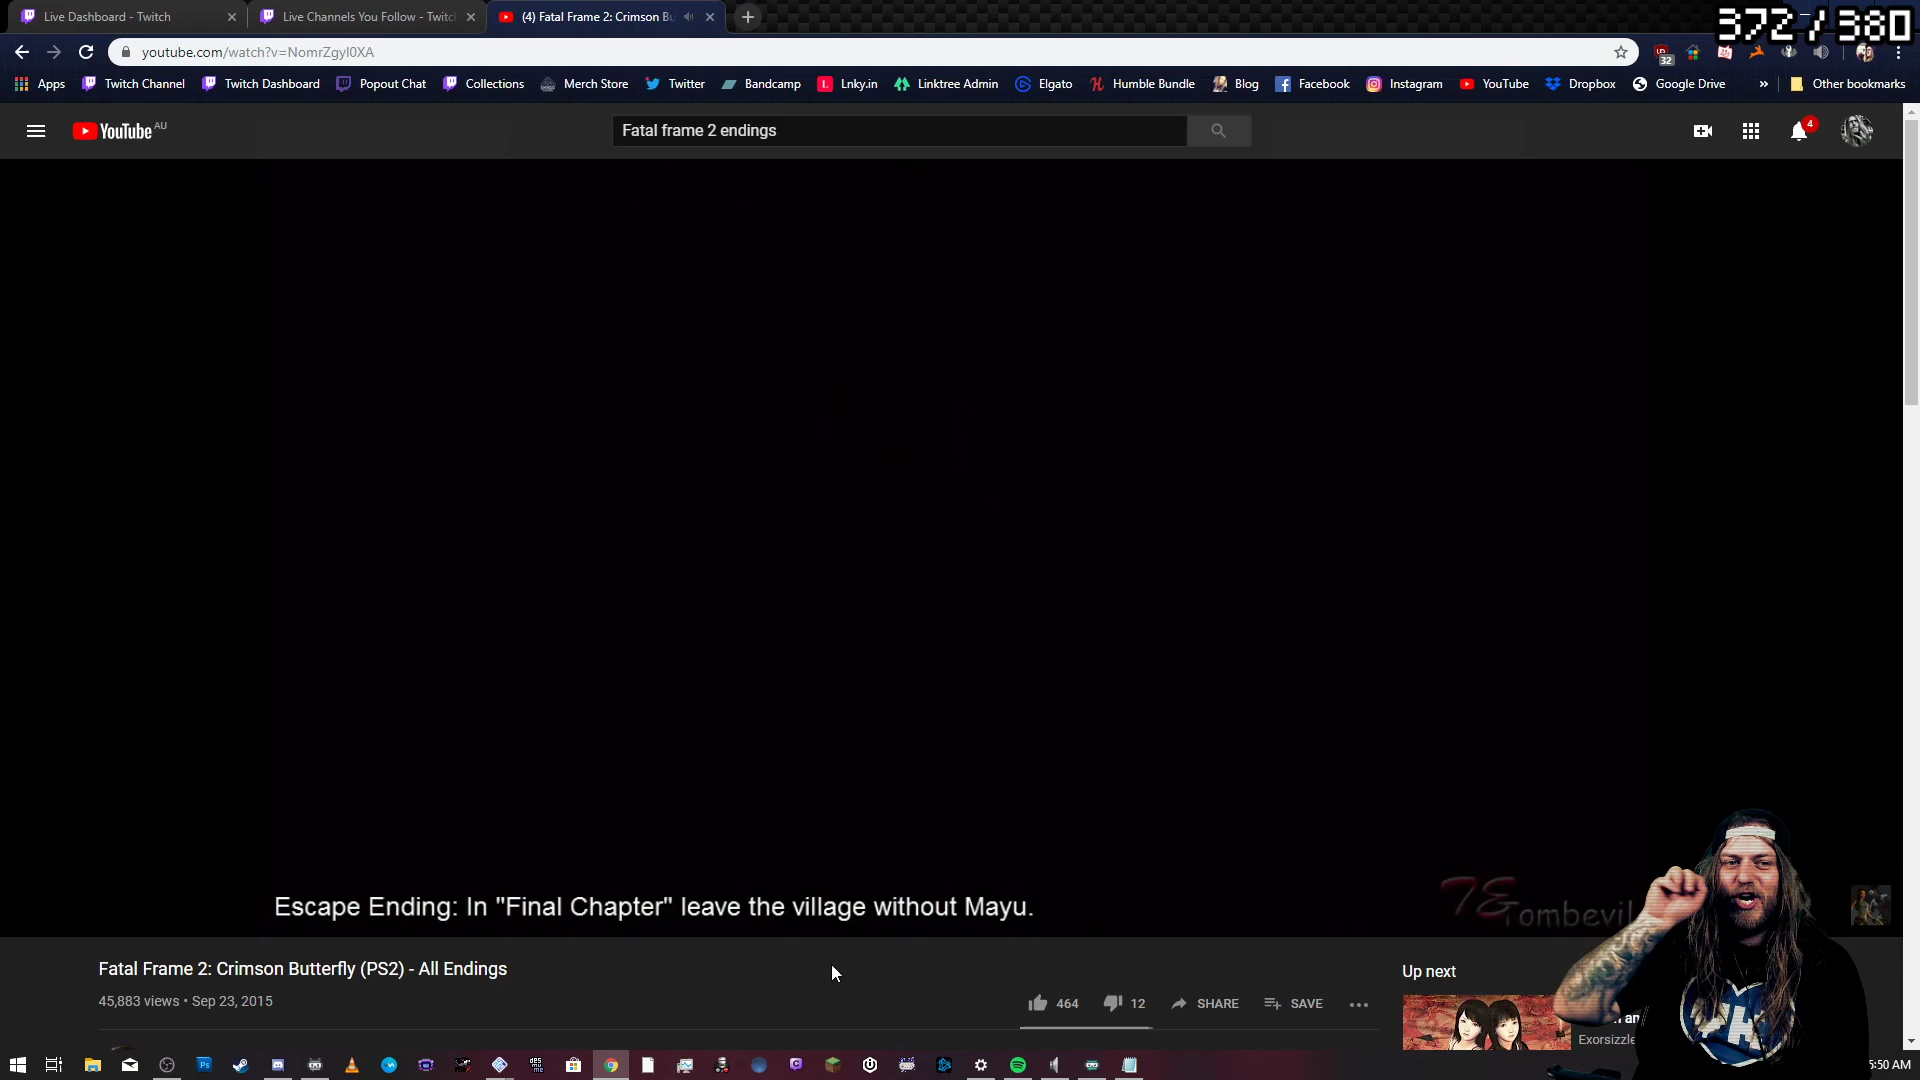 Live Dashboard - Twitch
Live Channels You Follow - Twitc
(4) Fatal Frame 2: Crimson Bu
372/380
youtube.com/watch?v=NomrZgyl0XA
32
Apps
Twitch Channel
Twitch Dashboard
Popout Chat
Collections
Merch Store
Twitter
Bandcamp
Lnky.in
Linktree Admin
Elgato
Humble Bundle
Blog
Facebook
Instagram
YouTube
Dropbox
Google Drive
»
Other bookmarks
YouTube AU
Fatal frame 2 endings
4
Escape Ending: In "Final Chapter" leave the village without Mayu.
Fatal Frame 2: Crimson Butterfly (PS2) - All Endings
45,883 views • Sep 23, 2015
464
12
SHARE
SAVE
Up next
Exorsizzle
5:50 AM